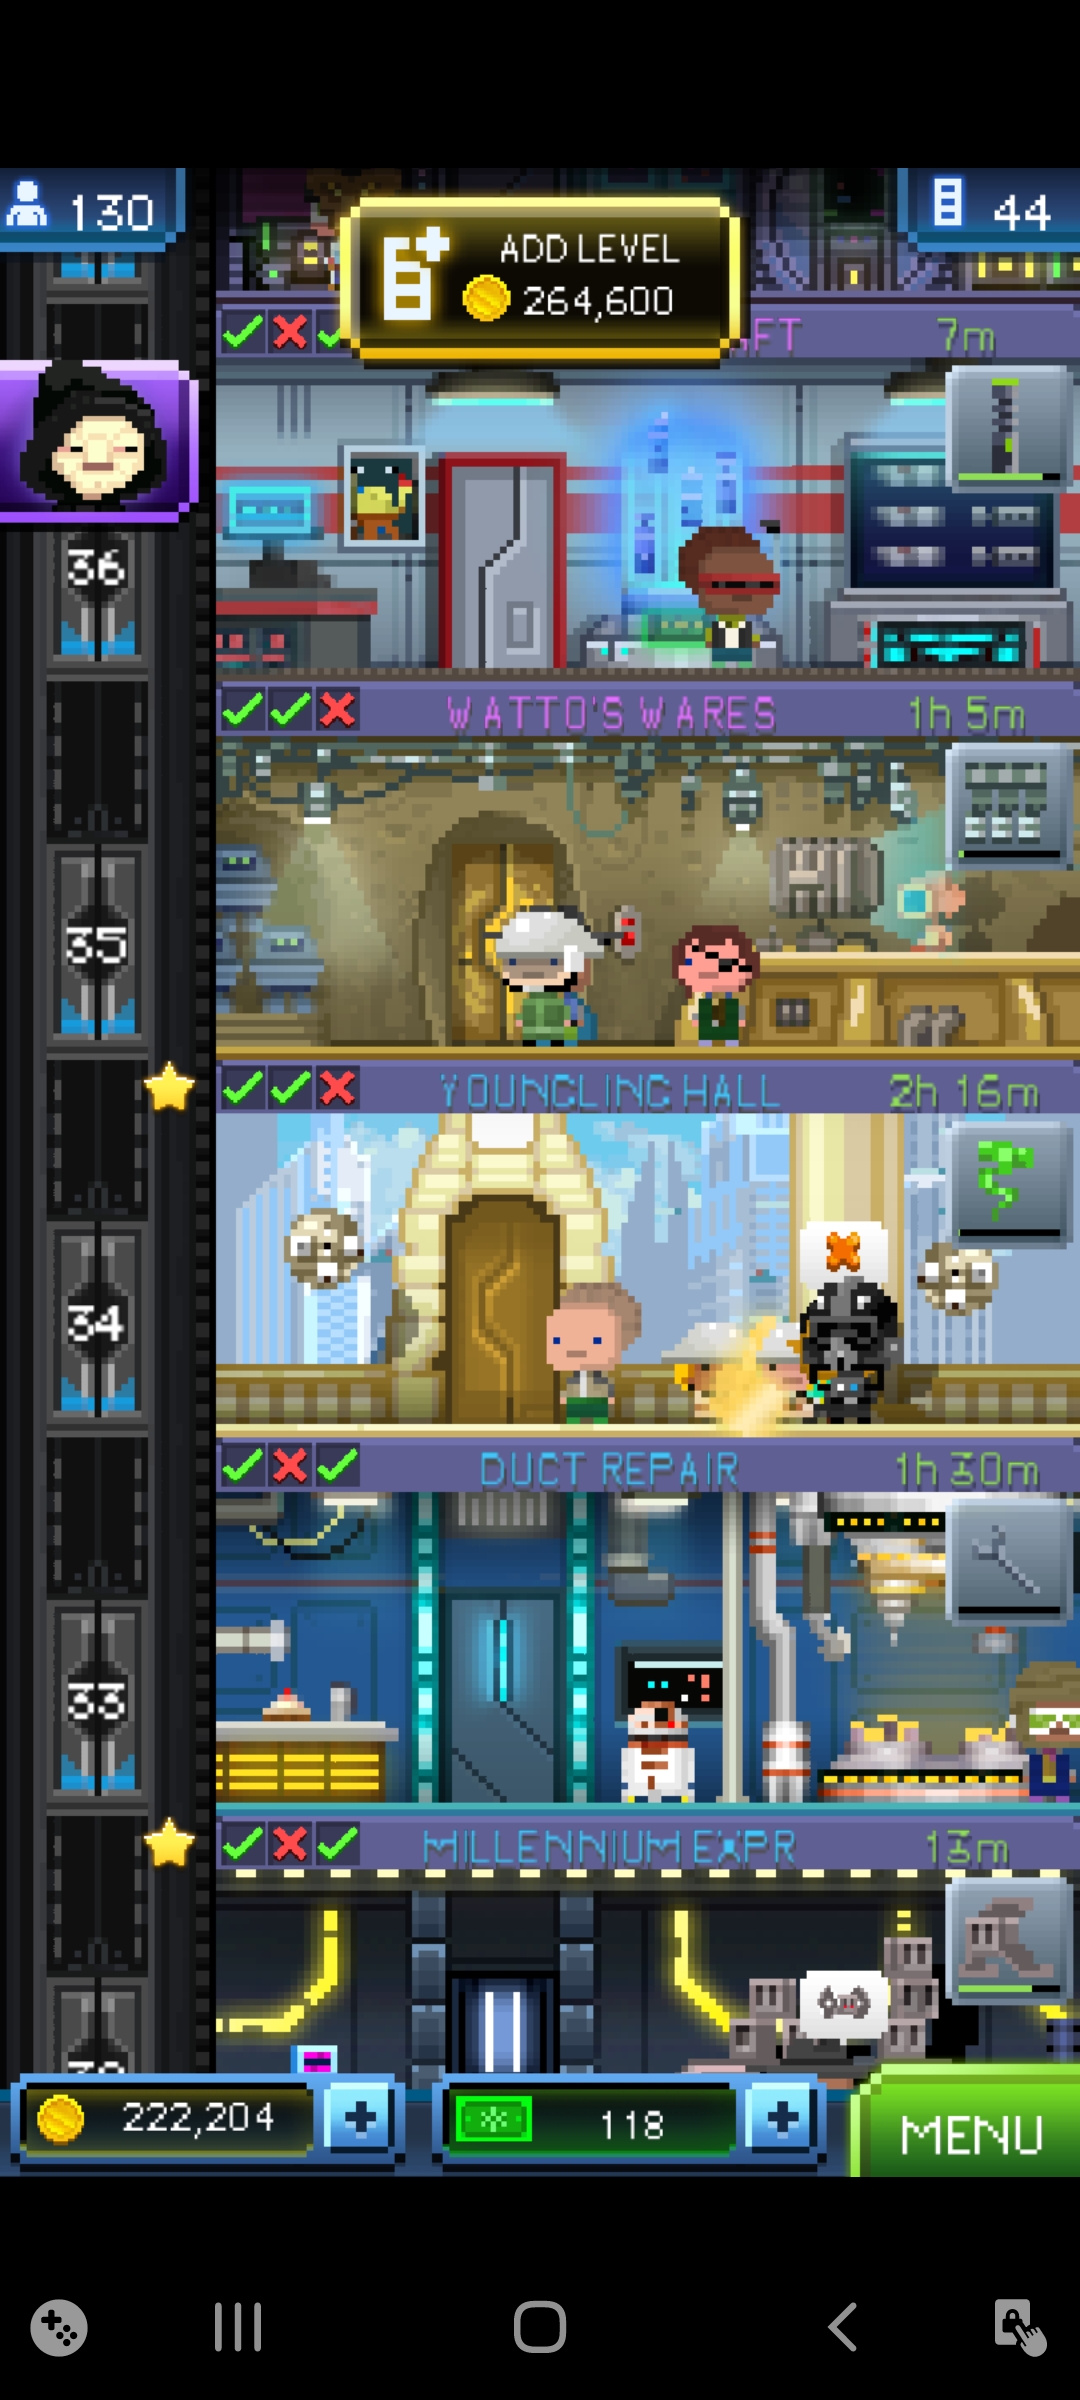 130
44
ADD LEVEL
264,600
FT 7m
36
WATTO'S WARES 1h 5m
35
YOUNGLING HALL 2h 16m
34
DUCT REPAIR 1h 30m
33
MILLENNIUM EXPR 13m
222,204
118
MENU